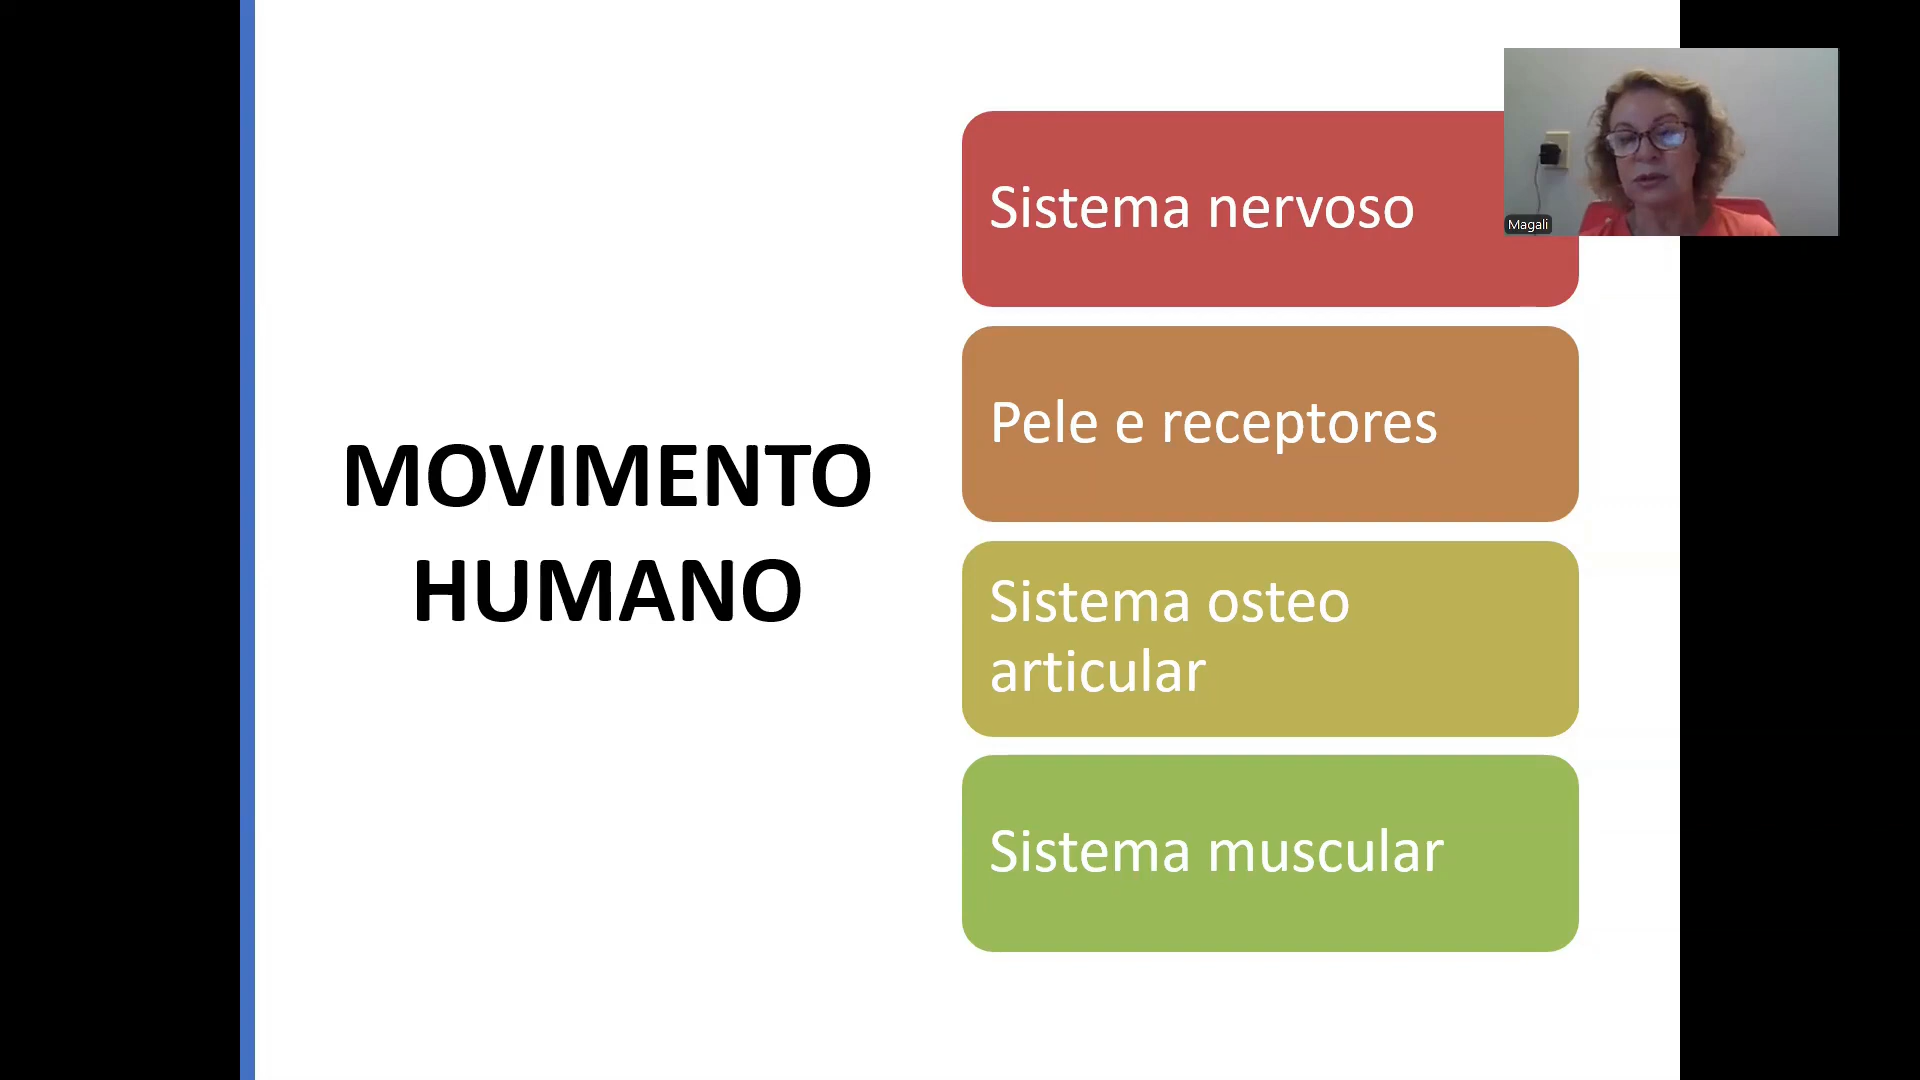 MOVIMENTO
HUMANO
Sistema nervoso
Pele e receptores
Sistema osteo
articular
Sistema muscular
Magali